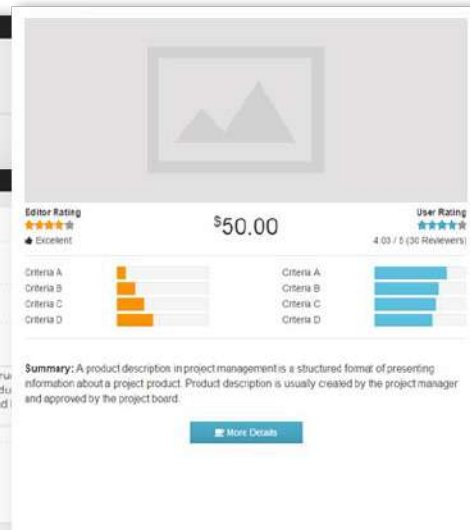 Editor Rating
Excellent
$50.00
User Rating
4.03 / 5 (30 Reviewers)
Criteria A
Criteria B
Criteria C
Criteria D
Criteria A
Criteria B
Criteria C
Criteria D
Summary: A product description in project management is a structured format of presenting
information about a project product. Product description is usually created by the project manager
and approved by the project board.
More Details